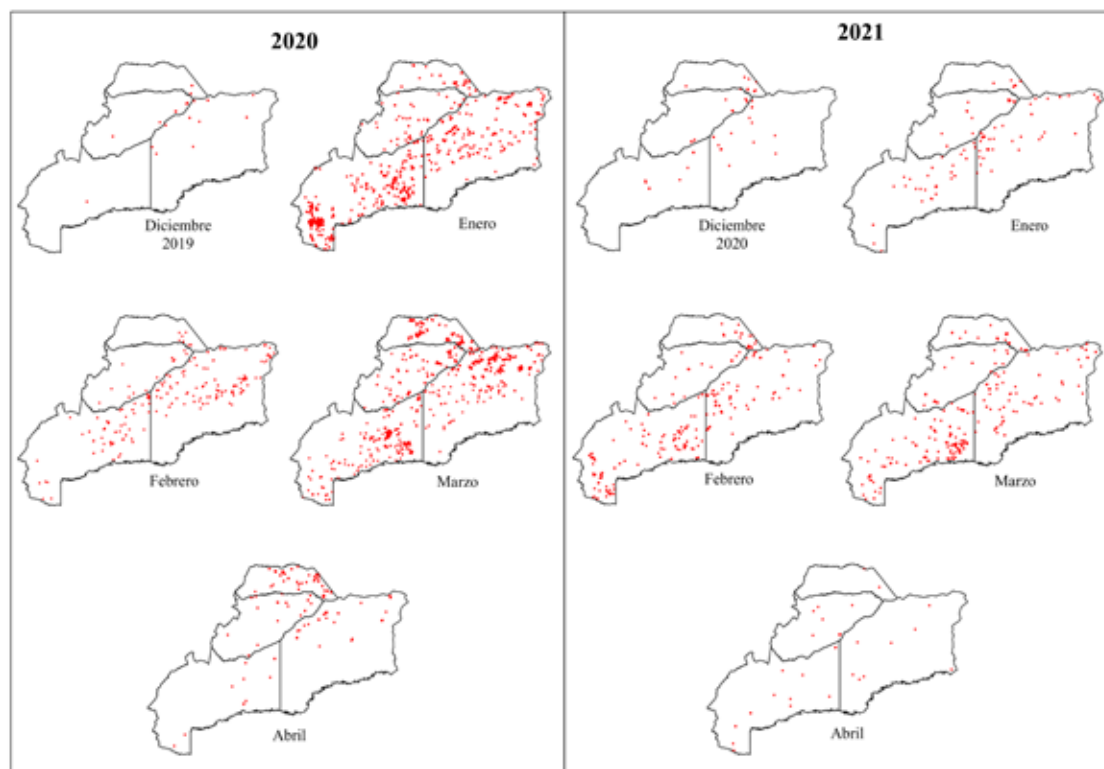 2020
Diciembre
2019
Enero
Febrero
Marzo
Abril
2021
Diciembre
2020
Enero
Febrero
Marzo
Abril